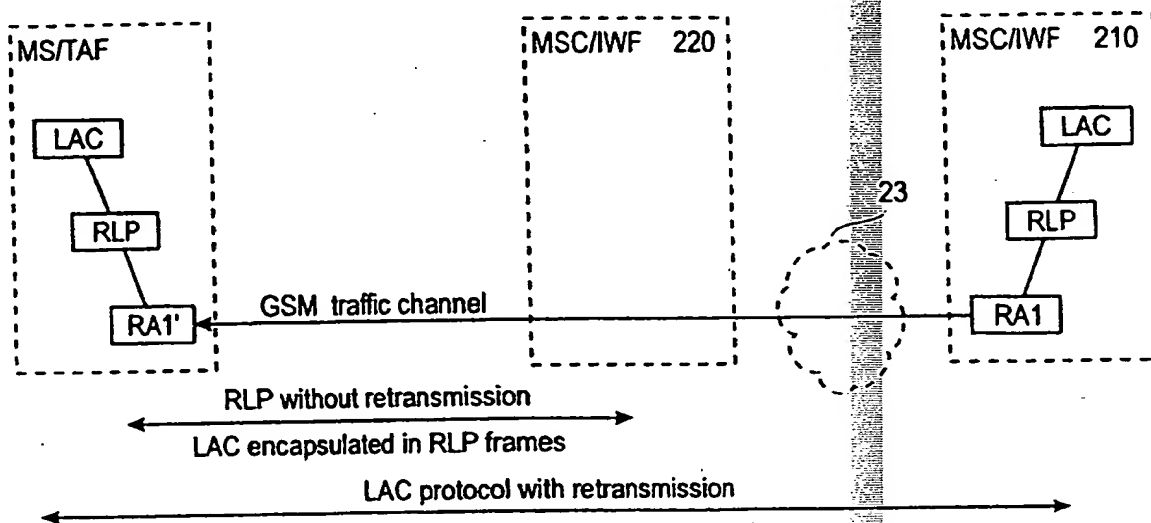 MS/TAF
MSC/IWF 220
MSC/IWF 210
LAC
LAC
RLP
RLP
23
RA1'
GSM traffic channel
RA1
RLP without retransmission
LAC encapsulated in RLP frames
LAC protocol with retransmission